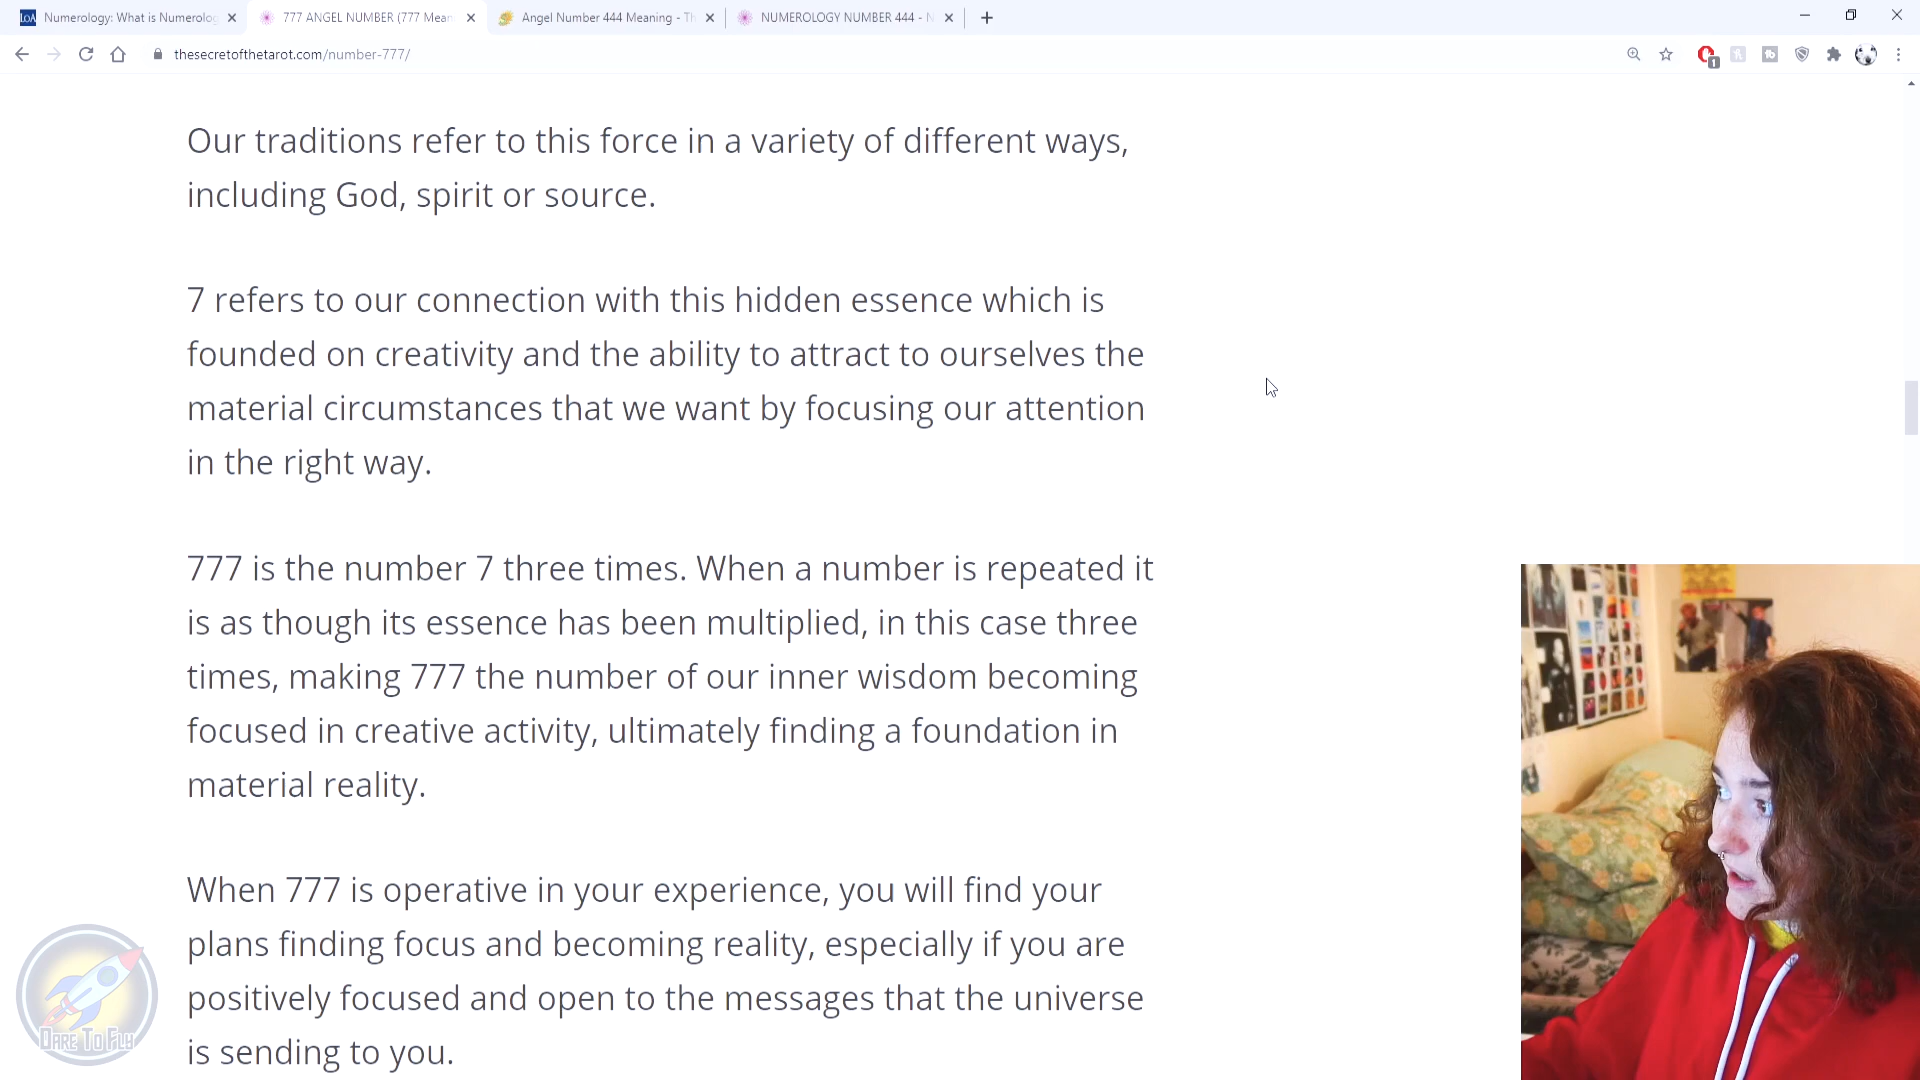 Numerology: What is Numerolog
777 ANGEL NUMBER (777 Mean
Angel Number 444 Meaning - Th
NUMEROLOGY NUMBER 444 - N
thesecretofthetarot.com/number-777/
1
Our traditions refer to this force in a variety of different ways,
including God, spirit or source.
7 refers to our connection with this hidden essence which is
founded on creativity and the ability to attract to ourselves the
material circumstances that we want by focusing our attention
in the right way.
777 is the number 7 three times. When a number is repeated it
is as though its essence has been multiplied, in this case three
times, making 777 the number of our inner wisdom becoming
focused in creative activity, ultimately finding a foundation in
material reality.
When 777 is operative in your experience, you will find your
plans finding focus and becoming reality, especially if you are
positively focused and open to the messages that the universe
is sending to you.
DARE TO FLY